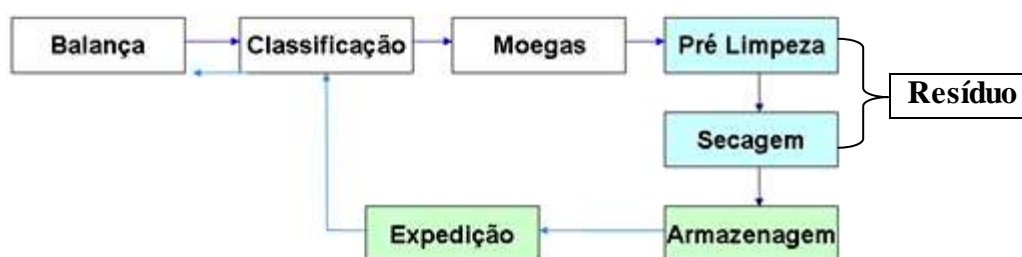 Balança
Classificação
Moegas
Pré Limpeza
Resíduo
Secagem
Expedição
Armazenagem